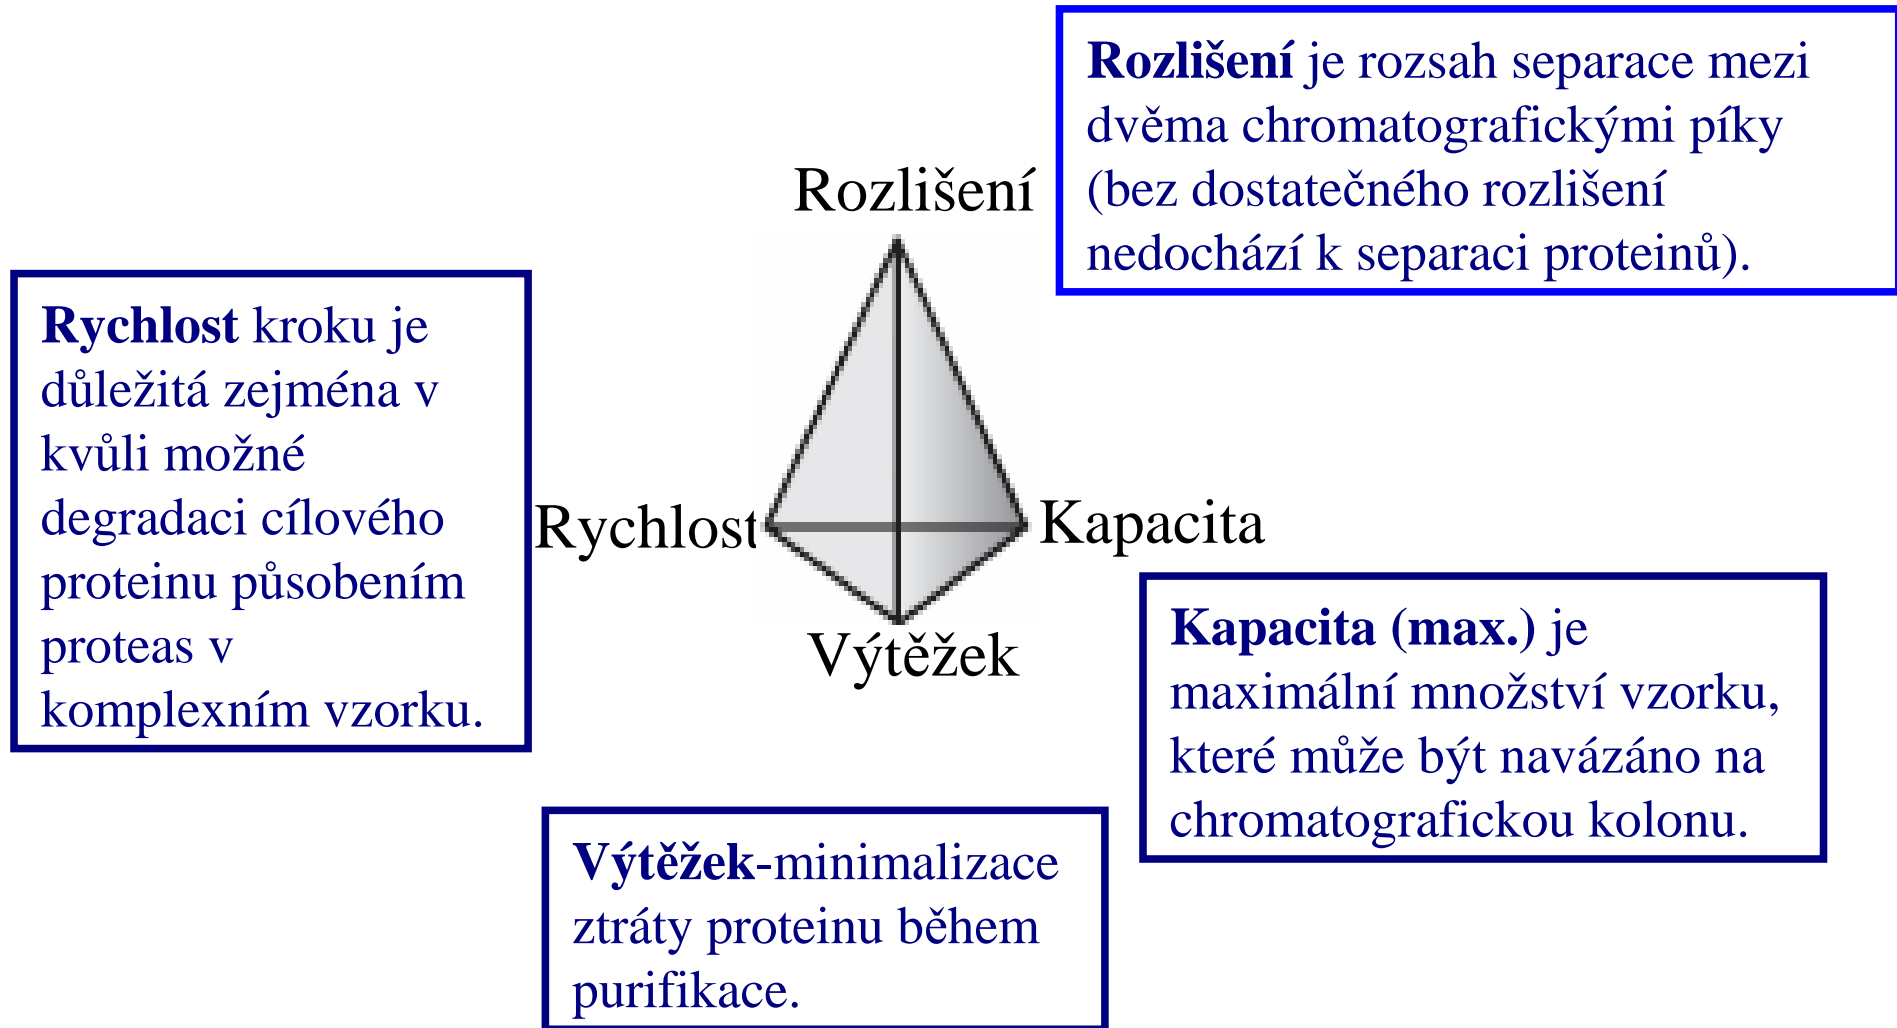 Rozlišení je rozsah separace mezi
dvěma chromatografickými píky
(bez dostatečného rozlišení
nedochází k separaci proteinů).
Rozlišení
Rychlost kroku je
důležitá zejména v
kvůli možné
degradaci cílového
proteinu působením
proteas v
komplexním vzorku.
Rychlost
Kapacita
Výtěžek
Kapacita (max.) je
maximální množství vzorku,
které může být navázáno na
chromatografickou kolonu.
Výtěžek-minimalizace
ztráty proteinu během
purifikace.